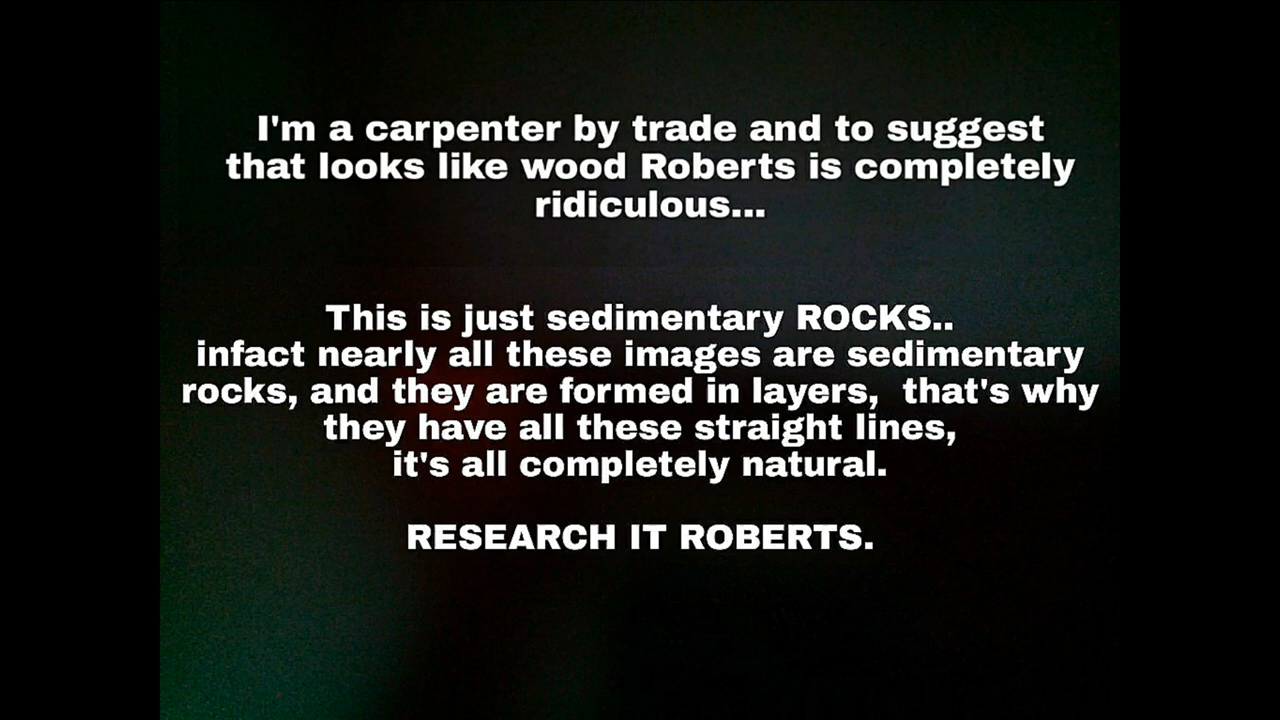 I'm a carpenter by trade and to suggest
that looks like wood Roberts is completely
ridiculous...
This is just sedimentary ROCKS..
infact nearly all these images are sedimentary
rocks, and they are formed in layers,  that's why
they have all these straight lines,
it's all completely natural.
RESEARCH IT ROBERTS.